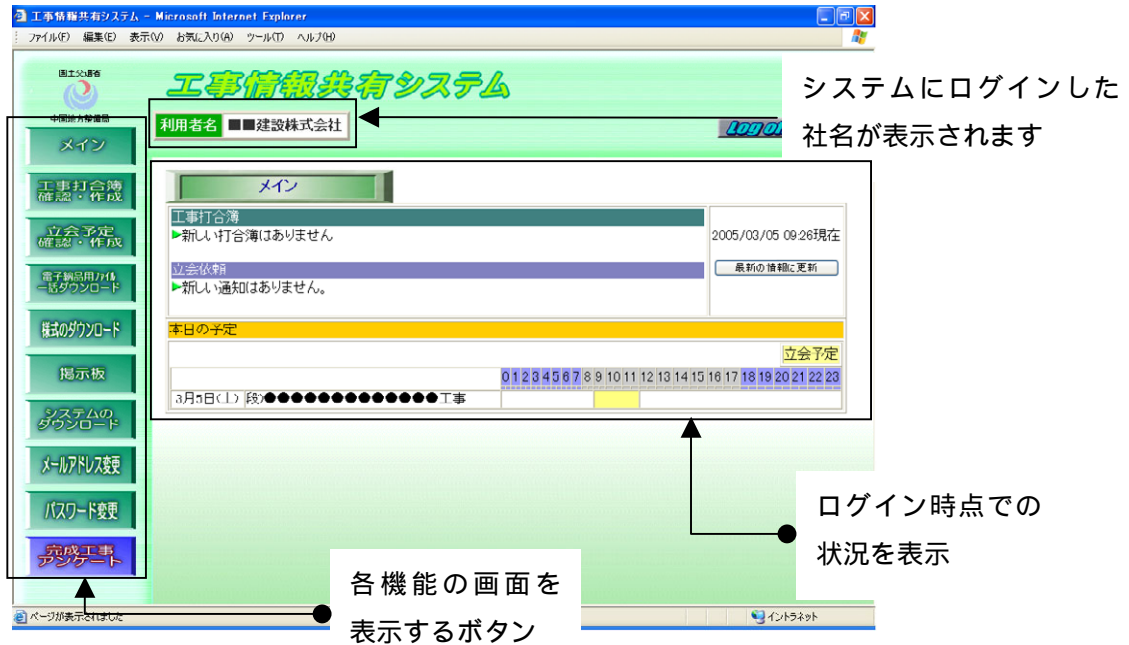 工事情報共有システム - Microsoft Internet Explorer
ファイル(F) 編集(E) 表示(V) お気に入り(A) ツール(T) ヘルプ(H)
国土交通省
中国地方整備局
工事情報共有システム
利用者名 ■■建設株式会社
システムにログインした
社名が表示されます
メイン
工事打合簿
確認・作成
立会予定
確認・作成
電子納品用ファイル
一括ダウンロード
様式のダウンロード
掲示板
システムの
ダウンロード
メールアドレス変更
パスワード変更
完成工事
アンケート
メイン
工事打合簿
▶新しい打合簿はありません
2005/03/05 09:26現在
最新の情報に更新
立会依頼
▶新しい通知はありません。
本日の予定
立会予定
0 1 2 3 4 5 6 7 8 9 10 11 12 13 14 15 16 17 18 19 20 21 22 23
3月5日(土) 段)●●●●●●●●●●●●●工事
ログイン時点での
状況を表示
各機能の画面を
表示するボタン
ページが表示されました
イントラネット